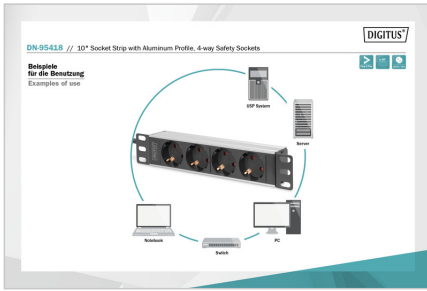 DIGITUS®
DN-95418 // 10" Socket Strip with Aluminum Profile, 4-way Safety Sockets
Beispiele
für die Benutzung
Examples of use
USP System
Server
Notebook
Switch
PC